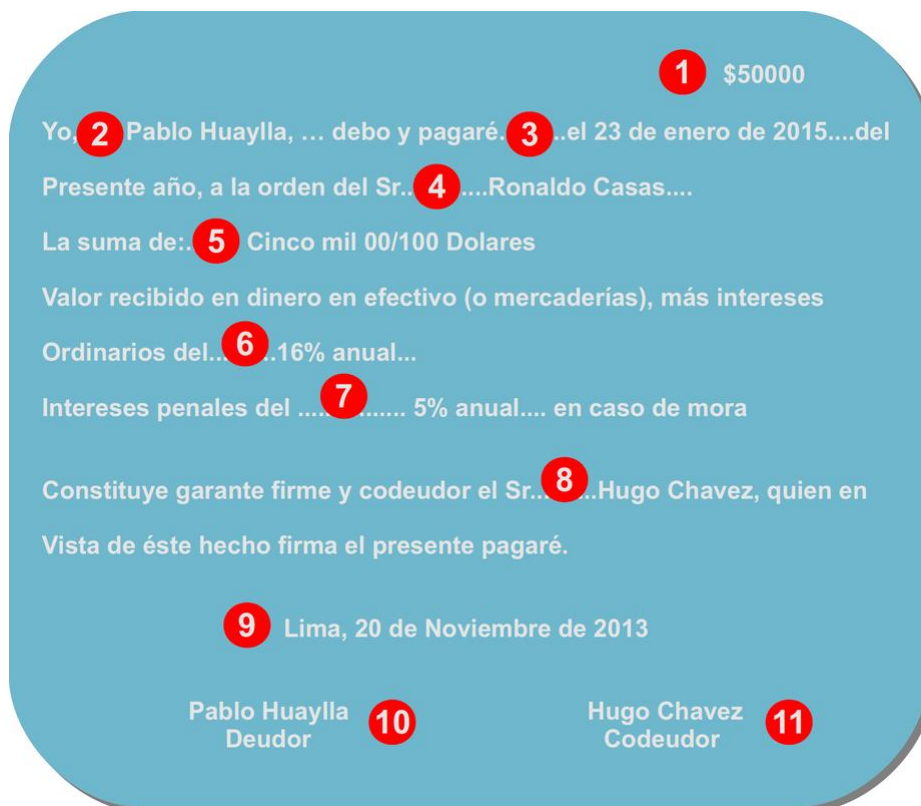 1 $50000
Yo, 2 Pablo Huaylla, ... debo y pagaré. 3 ..el 23 de enero de 2015....del
Presente año, a la orden del Sr.. 4 ....Ronaldo Casas....
La suma de:. 5 Cinco mil 00/100 Dolares
Valor recibido en dinero en efectivo (o mercaderías), más intereses
Ordinarios del... 6 ..16% anual...
Intereses penales del ..... 7 ...... 5% anual.... en caso de mora
Constituye garante firme y codeudor el Sr... 8 ...Hugo Chavez, quien en
Vista de éste hecho firma el presente pagaré.
9 Lima, 20 de Noviembre de 2013
Pablo Huaylla 10 Hugo Chavez 11
Deudor Codeudor